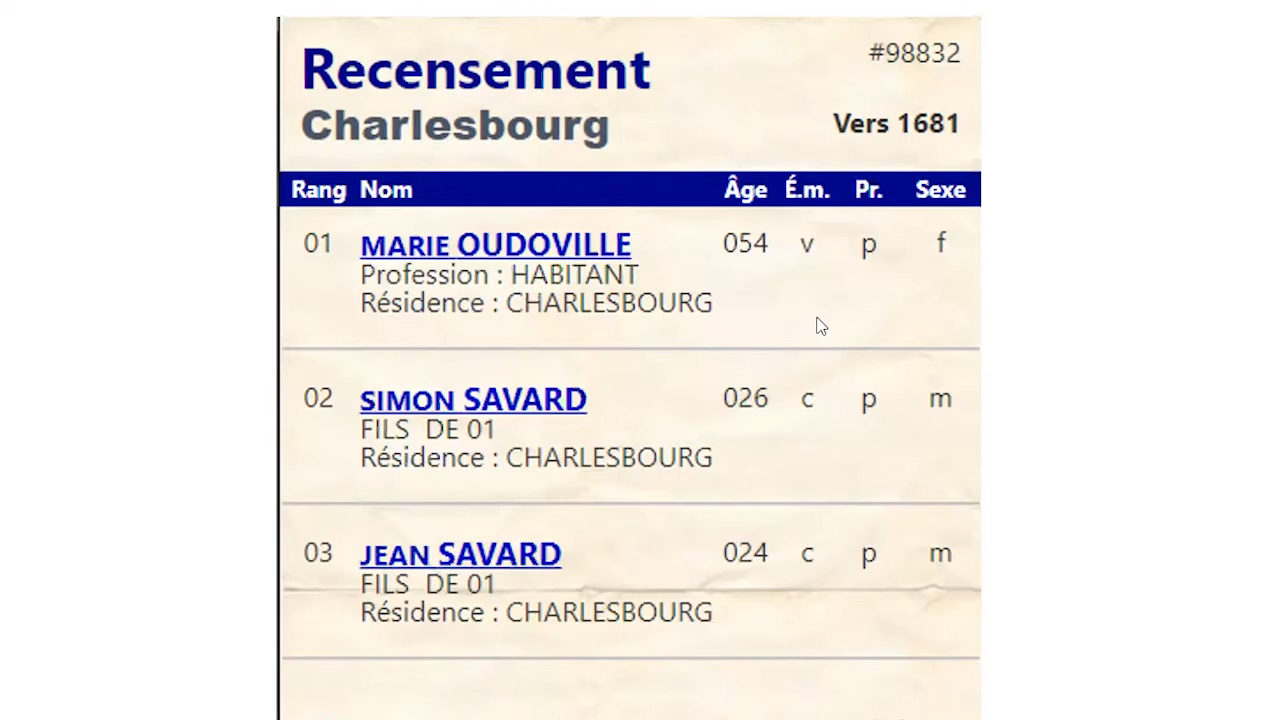 Recensement #98832
Charlesbourg Vers 1681
Rang Nom Âge É.m. Pr. Sexe
01 MARIE OUDOVILLE 054 v p f
Profession : HABITANT
Résidence : CHARLESBOURG
02 SIMON SAVARD 026 c p m
FILS DE 01
Résidence : CHARLESBOURG
03 JEAN SAVARD 024 c p m
FILS DE 01
Résidence : CHARLESBOURG